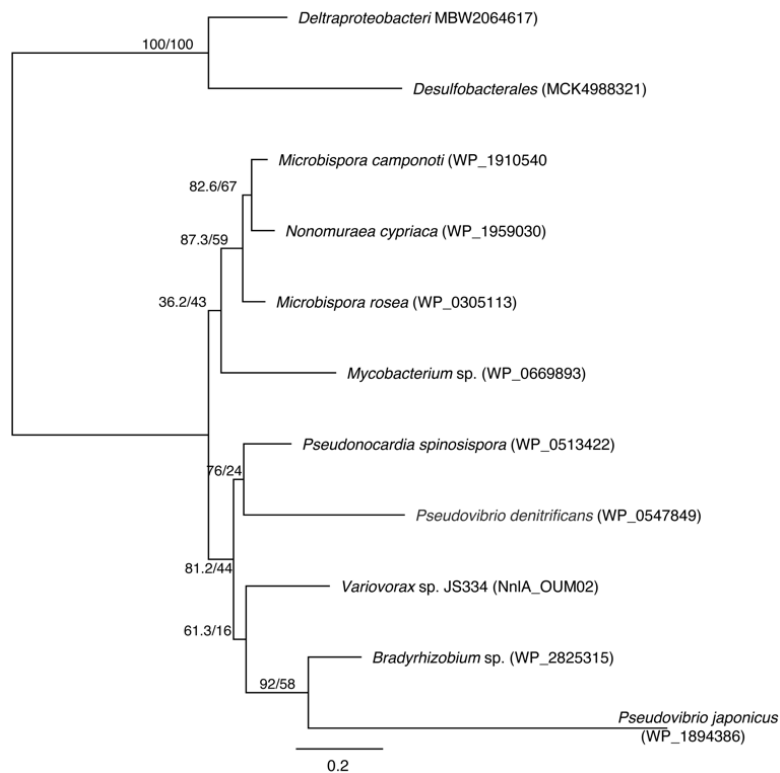 Deltraproteobacteri MBW2064617)
100/100
Desulfobacterales (MCK4988321)
Microbispora camponoti (WP_1910540
82.6/67
Nonomuraea cypriaca (WP_1959030)
87.3/59
Microbispora rosea (WP_0305113)
36.2/43
Mycobacterium sp. (WP_0669893)
Pseudonocardia spinosispora (WP_0513422)
76/24
Pseudovibrio denitrificans (WP_0547849)
81.2/44
Variovorax sp. JS334 (NnlA_OUM02)
61.3/16
Bradyrhizobium sp. (WP_2825315)
92/58
Pseudovibrio japonicus
(WP_1894386)
0.2